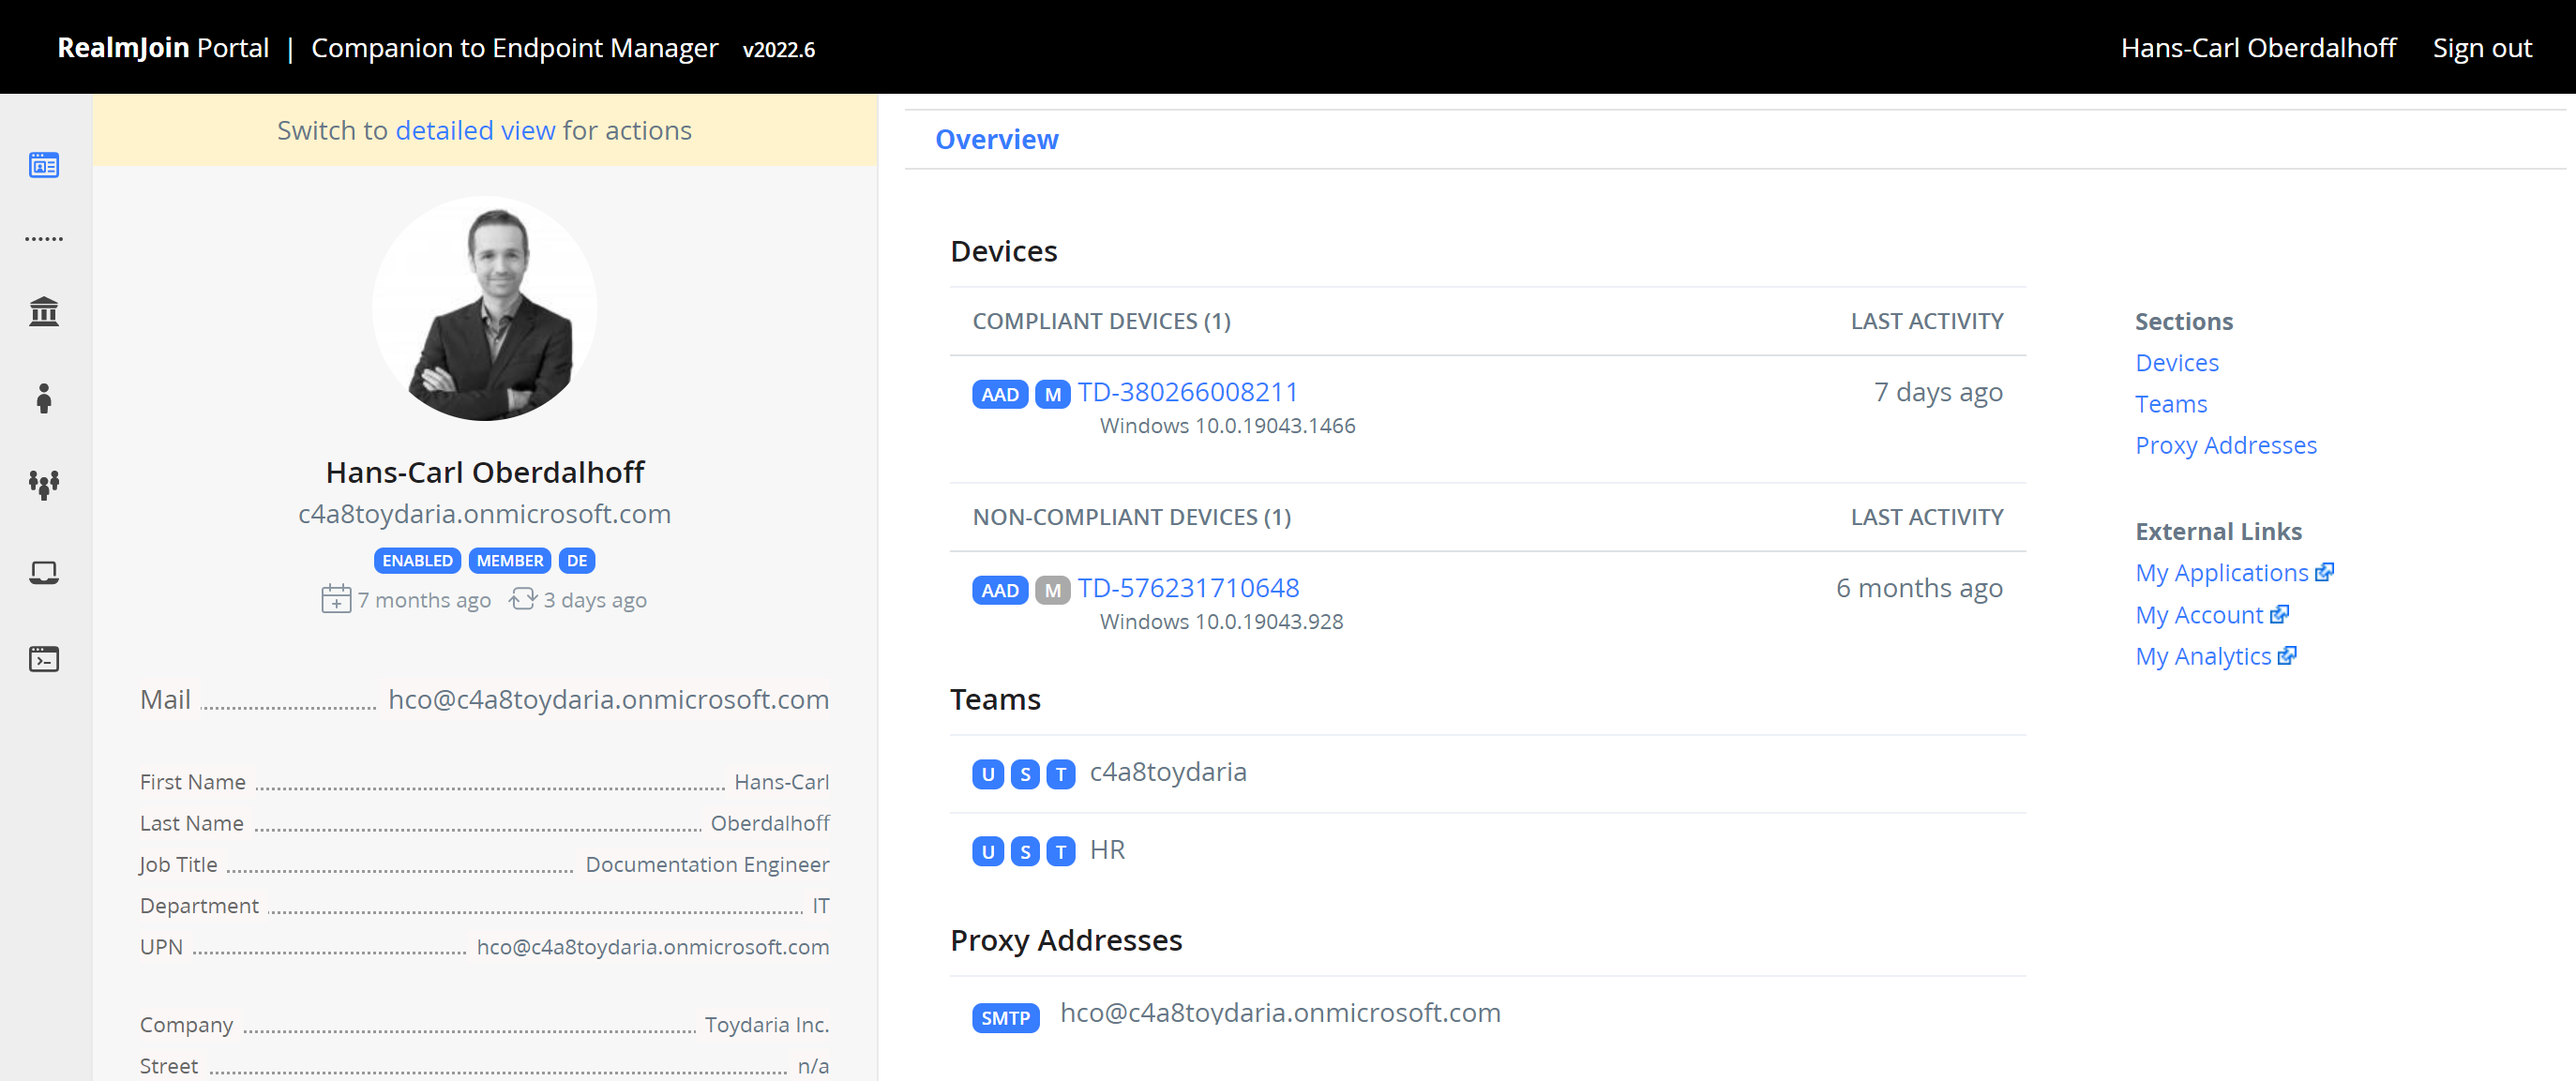 RealmJoin Portal | Companion to Endpoint Manager v2022.6
Hans-Carl Oberdalhoff Sign out
Switch to detailed view for actions
Hans-Carl Oberdalhoff
c4a8toydaria.onmicrosoft.com
ENABLED MEMBER DE
7 months ago 3 days ago
Mail hco@c4a8toydaria.onmicrosoft.com
First Name Hans-Carl
Last Name Oberdalhoff
Job Title Documentation Engineer
Department IT
UPN hco@c4a8toydaria.onmicrosoft.com
Company Toydaria Inc.
Street n/a
Overview
Devices
COMPLIANT DEVICES (1) LAST ACTIVITY
AAD M TD-380266008211 7 days ago
Windows 10.0.19043.1466
NON-COMPLIANT DEVICES (1) LAST ACTIVITY
AAD M TD-576231710648 6 months ago
Windows 10.0.19043.928
Teams
U S T c4a8toydaria
U S T HR
Proxy Addresses
SMTP hco@c4a8toydaria.onmicrosoft.com
Sections
Devices
Teams
Proxy Addresses
External Links
My Applications
My Account
My Analytics